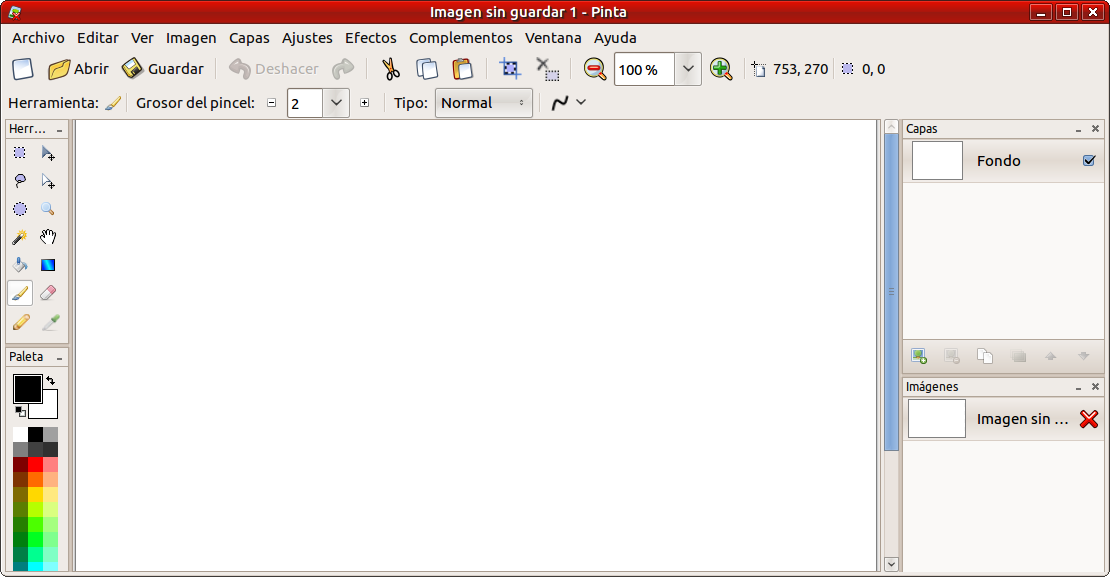 Imagen sin guardar 1 - Pinta
Archivo Editar Ver Imagen Capas Ajustes Efectos Complementos Ventana Ayuda
Abrir Guardar Deshacer 100 % 753, 270 0, 0
Herramienta: Grosor del pincel: 2 Tipo: Normal
Herr...
Capas
Fondo
Paleta
Imágenes
Imagen sin ...